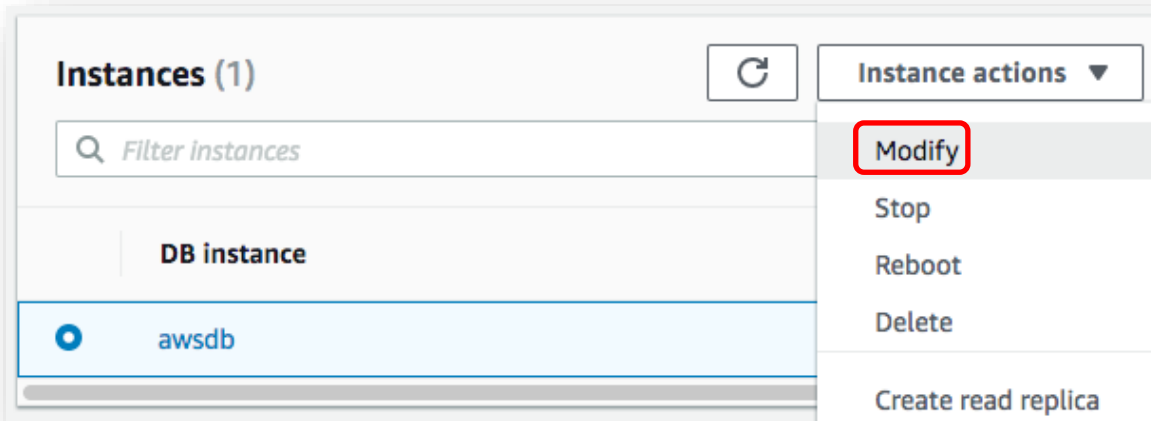 Instances (1)
Instance actions
Filter instances
Modify
Stop
DB instance
Reboot
Delete
awsdb
Create read replica